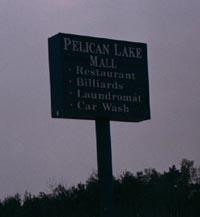 PELICAN LAKE
MALL
· Restaurant
· Billiards
· Laundromat
· Car Wash